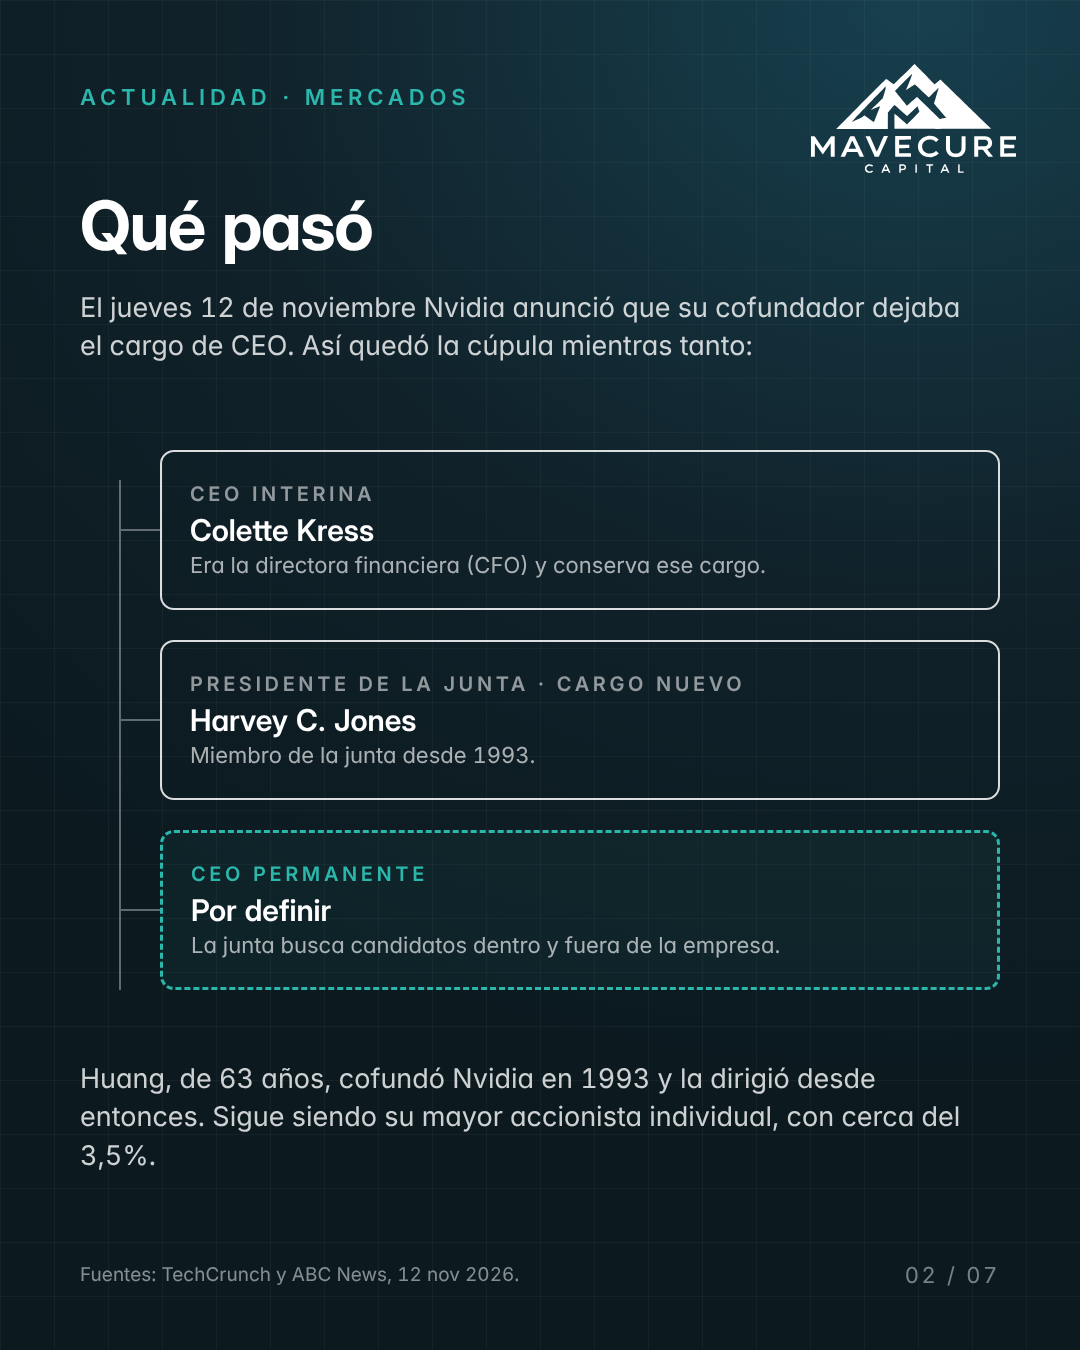 ACTUALIDAD · MERCADOS
MAVECURE
CAPITAL
Qué pasó
El jueves 12 de noviembre Nvidia anunció que su cofundador dejaba
el cargo de CEO. Así quedó la cúpula mientras tanto:
CEO INTERINA
Colette Kress
Era la directora financiera (CFO) y conserva ese cargo.
PRESIDENTE DE LA JUNTA · CARGO NUEVO
Harvey C. Jones
Miembro de la junta desde 1993.
CEO PERMANENTE
Por definir
La junta busca candidatos dentro y fuera de la empresa.
Huang, de 63 años, cofundó Nvidia en 1993 y la dirigió desde
entonces. Sigue siendo su mayor accionista individual, con cerca del
3,5%.
Fuentes: TechCrunch y ABC News, 12 nov 2026.
02 / 07